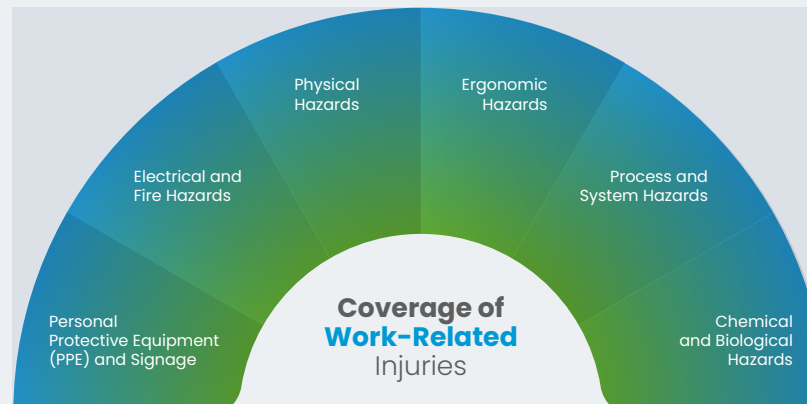 Physical
Hazards
Ergonomic
Hazards
Electrical and
Fire Hazards
Process and
System Hazards
Personal
Protective Equipment
(PPE) and Signage
Coverage of
Work-Related
Injuries
Chemical
and Biological
Hazards